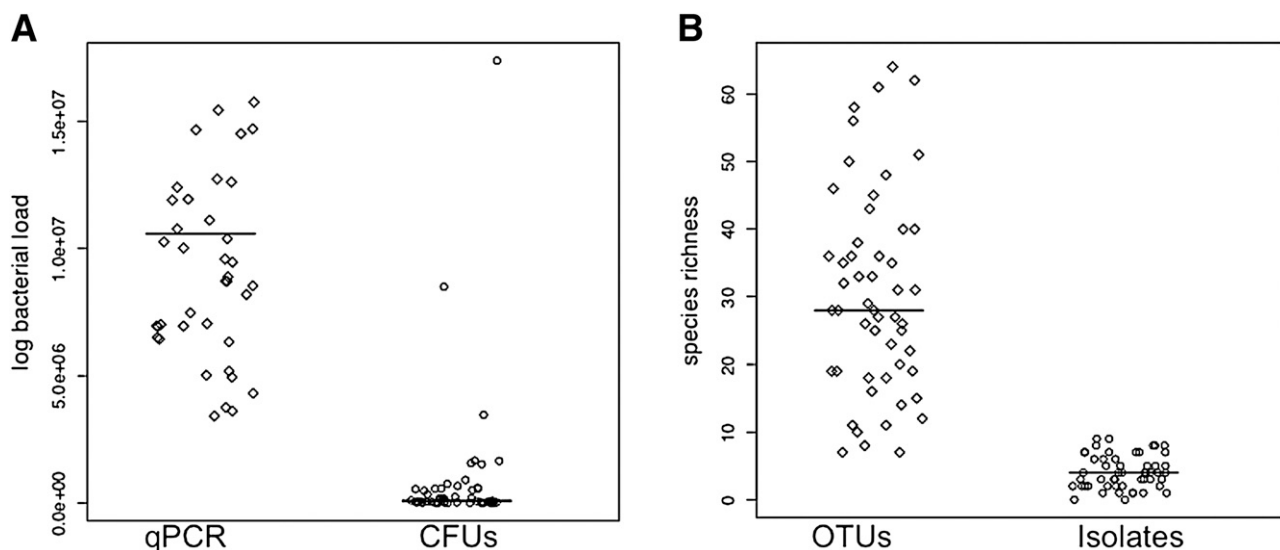 A
log bacterial load
1.5e+07
1.0e+07
5.0e+06
0.0e+00
qPCR CFUs
B
species richness
60
50
40
30
20
10
0
OTUs Isolates